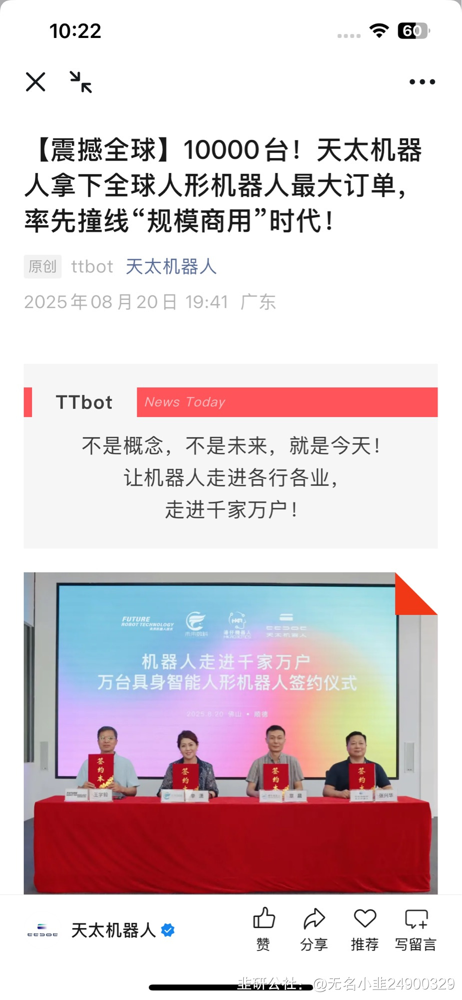 10:22
60
【震撼全球】10000台！天太机器
人拿下全球人形机器人最大订单，
率先撞线“规模商用”时代！
原创 ttbot 天太机器人
2025年08月20日 19:41 广东
TTbot News Today
不是概念，不是未来，就是今天！
让机器人走进各行各业，
走进千家万户！
FUTURE
ROBOT TECHNOLOGY
未来机器人技术
未来数科
HKR
港仔機器人
HKROBOTICS
天太机器人
机器人走进千家万户
万台具身智能人形机器人签约仪式
2025.8.20 佛山 • 顺德
签约本
签约本
签约本
签约本
FUTURE
王学毅
辛潇
覃晨
张兴华
天太机器人
赞
分享
推荐
写留言
韭研公社：@无名小韭24900329